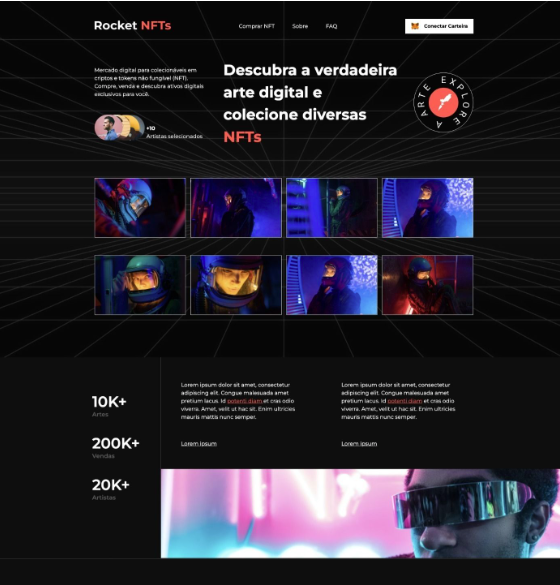 Rocket NFTs
Comprar NFT
Sobre
FAQ
Conectar Carteira
Mercado digital para colecionáveis em
criptos e tokens não fungível (NFT).
Compre, venda e descubra ativos digitais
exclusivos para você.
+10
Artistas selecionados
Descubra a verdadeira
arte digital e
colecione diversas
NFTs
EXPLORE A ARTE
10K+
Artes
200K+
Vendas
20K+
Artistas
Lorem ipsum dolor sit amet, consectetur
adipiscing elit. Congue malesuada amet
pretium lacus. Id potenti diam et cras odio
viverra. Amet, velit ut hac sit. Enim ultricies
mauris mattis nunc semper.
Lorem Ipsum
Lorem ipsum dolor sit amet, consectetur
adipiscing elit. Congue malesuada amet
pretium lacus. Id potenti diam et cras odio
viverra. Amet, velit ut hac sit. Enim ultricies
mauris mattis nunc semper.
Lorem Ipsum